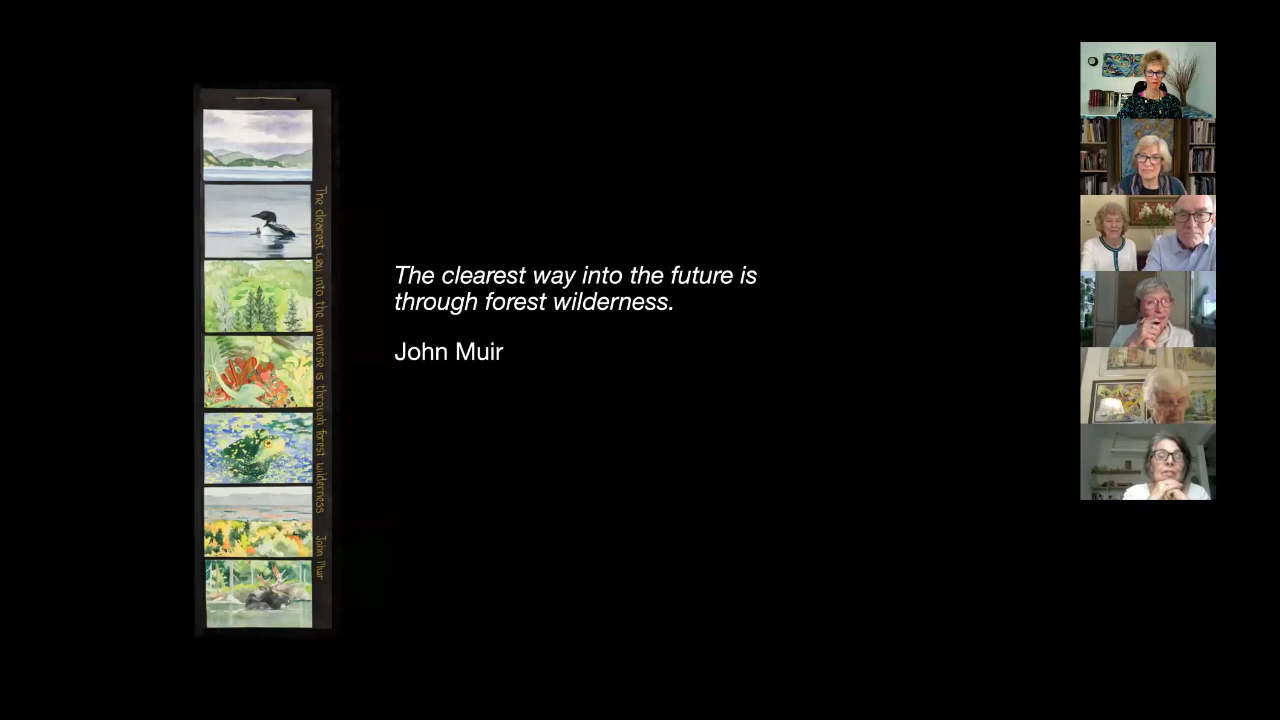 The clearest way into the universe is through forest wilderness John Muir
The clearest way into the future is
through forest wilderness.
John Muir